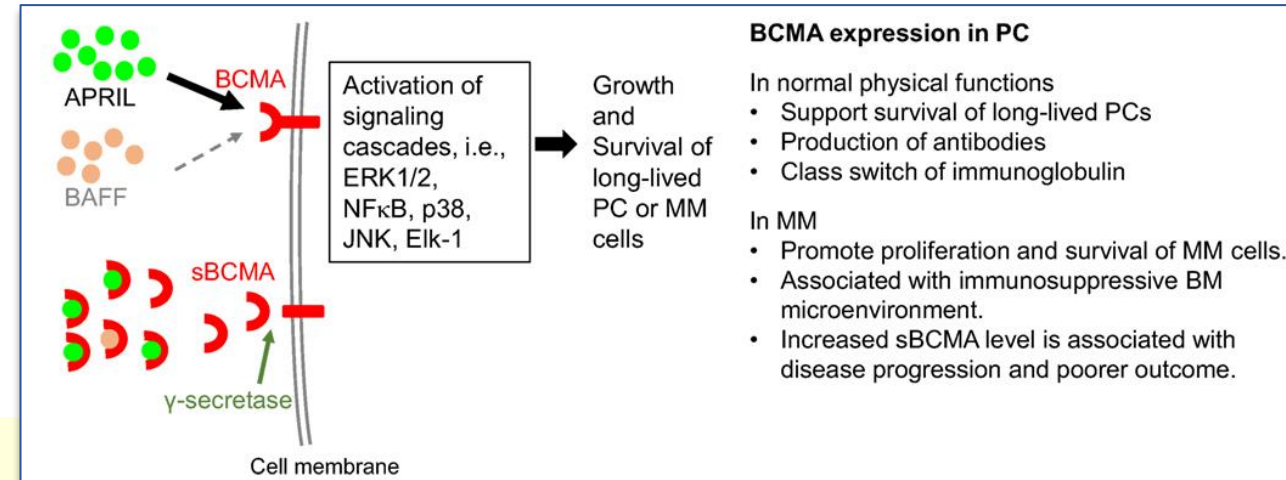 APRIL
BAFF
BCMA
Activation of
signaling
cascades, i.e.,
ERK1/2,
NFκB, p38,
JNK, Elk-1
Growth
and
Survival of
long-lived
PC or MM
cells
sBCMA
γ-secretase
Cell membrane
BCMA expression in PC
In normal physical functions
• Support survival of long-lived PCs
• Production of antibodies
• Class switch of immunoglobulin
In MM
• Promote proliferation and survival of MM cells.
• Associated with immunosuppressive BM
microenvironment.
• Increased sBCMA level is associated with
disease progression and poorer outcome.